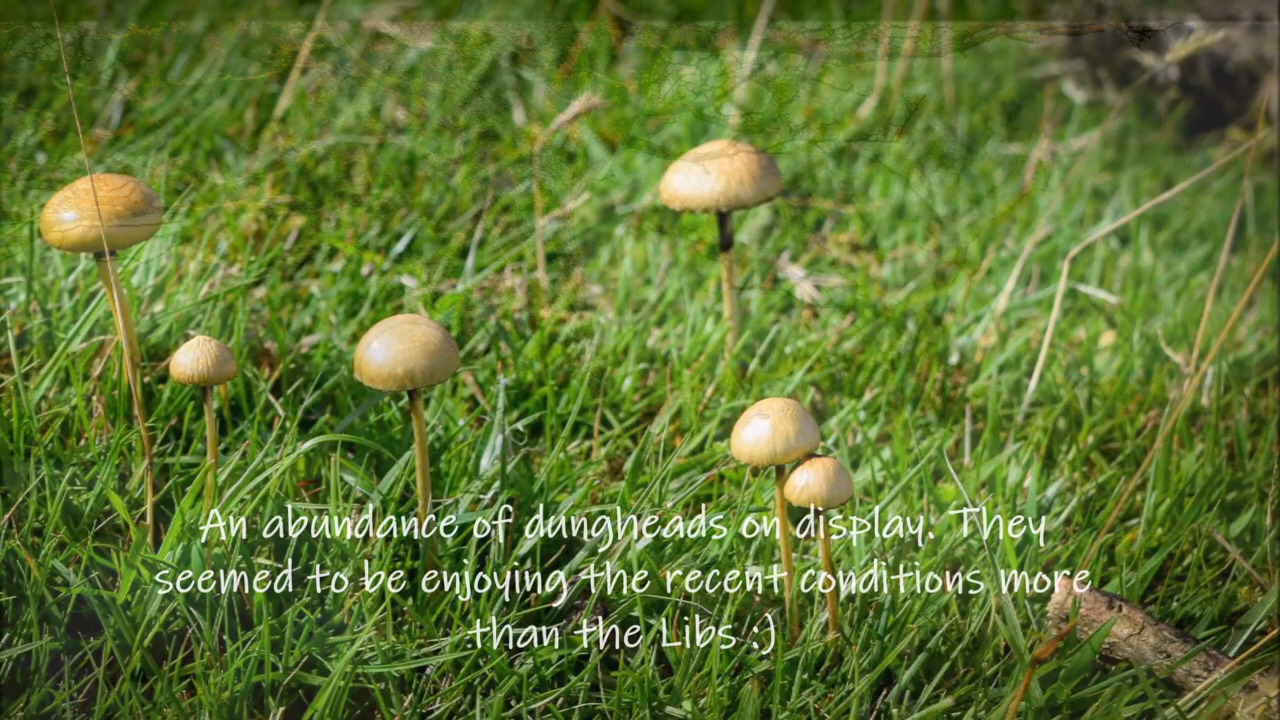 An abundance of dungheads on display. They
seemed to be enjoying the recent conditions more
than the Libs :)